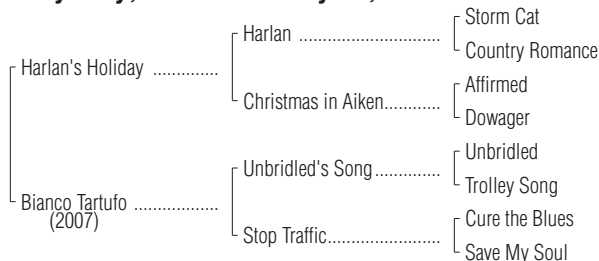 Harlan's Holiday ..............
Bianco Tartufo ..................
(2007)
Harlan ..............................
Christmas in Aiken............
Unbridled's Song..............
Stop Traffic........................
Storm Cat
Country Romance
Affirmed
Dowager
Unbridled
Trolley Song
Cure the Blues
Save My Soul